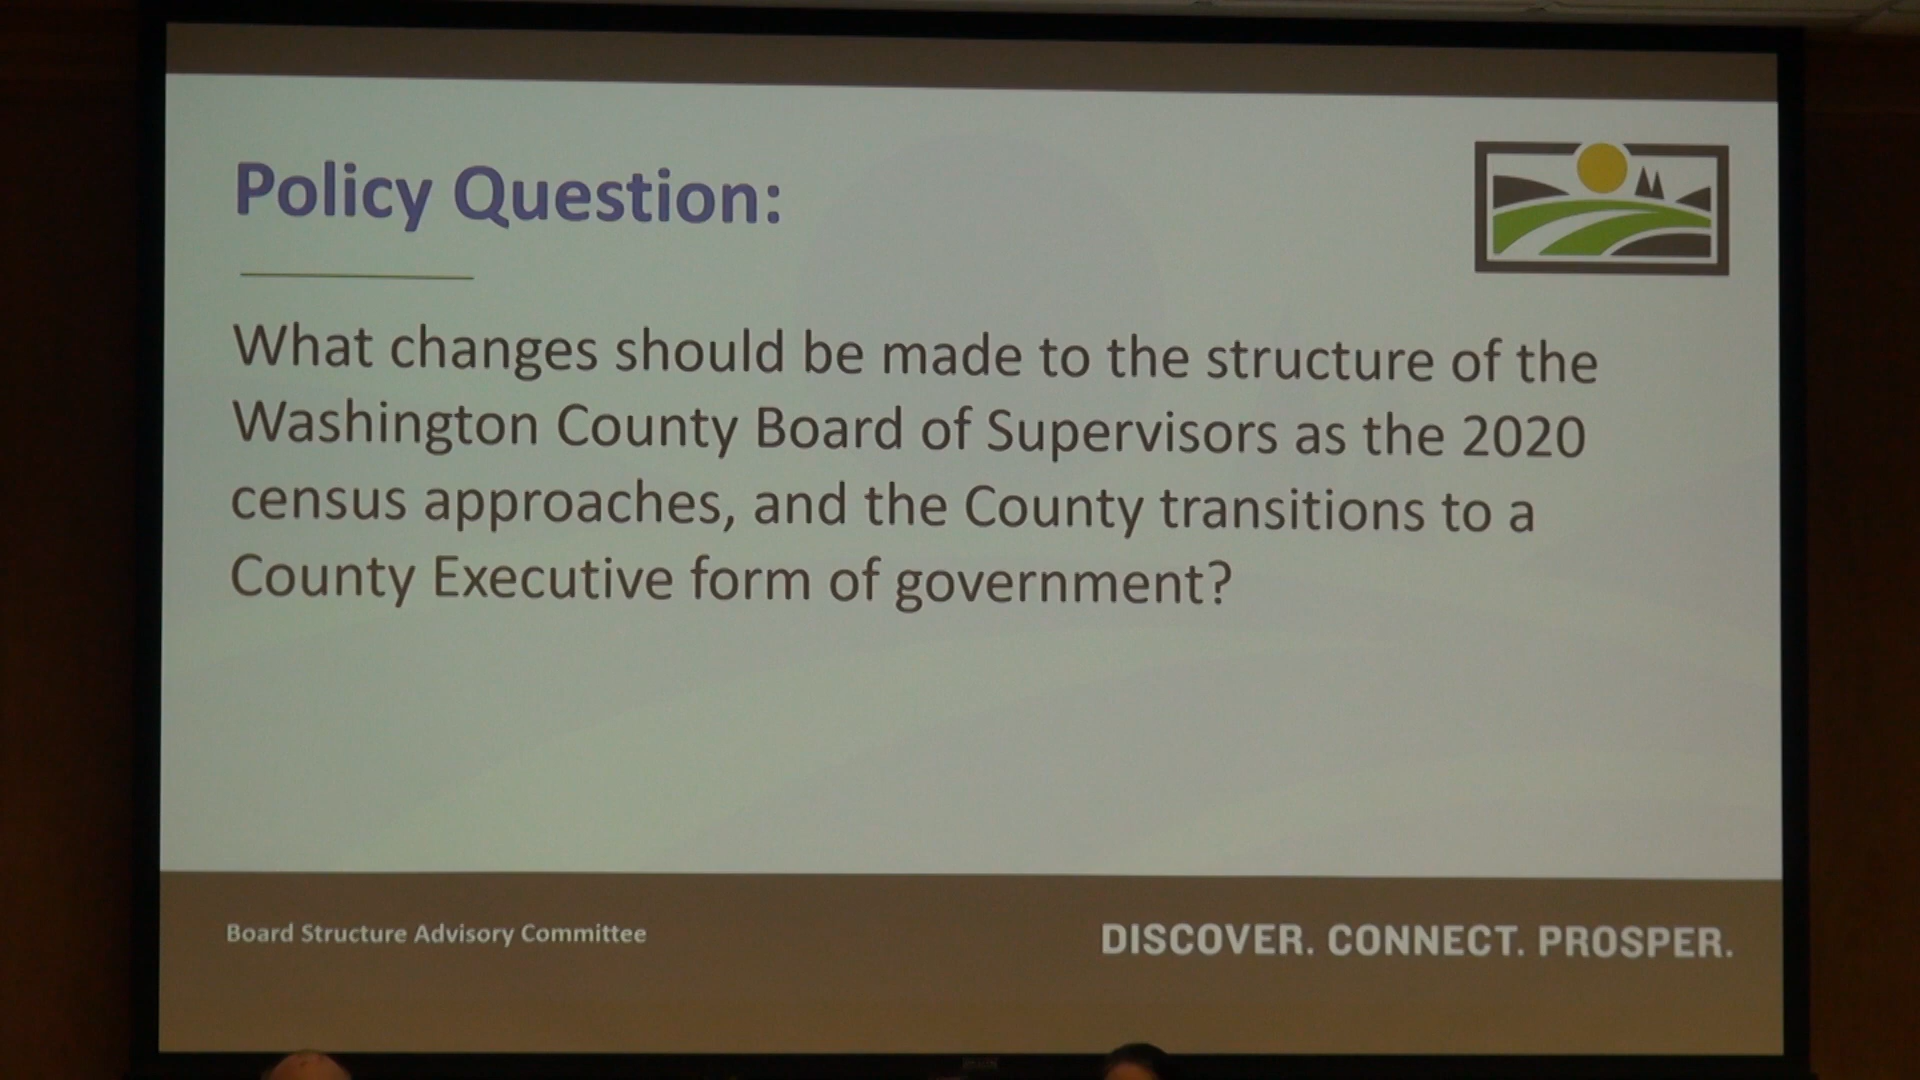 Policy Question:
What changes should be made to the structure of the
Washington County Board of Supervisors as the 2020
census approaches, and the County transitions to a
County Executive form of government?
Board Structure Advisory Committee
DISCOVER. CONNECT. PROSPER.